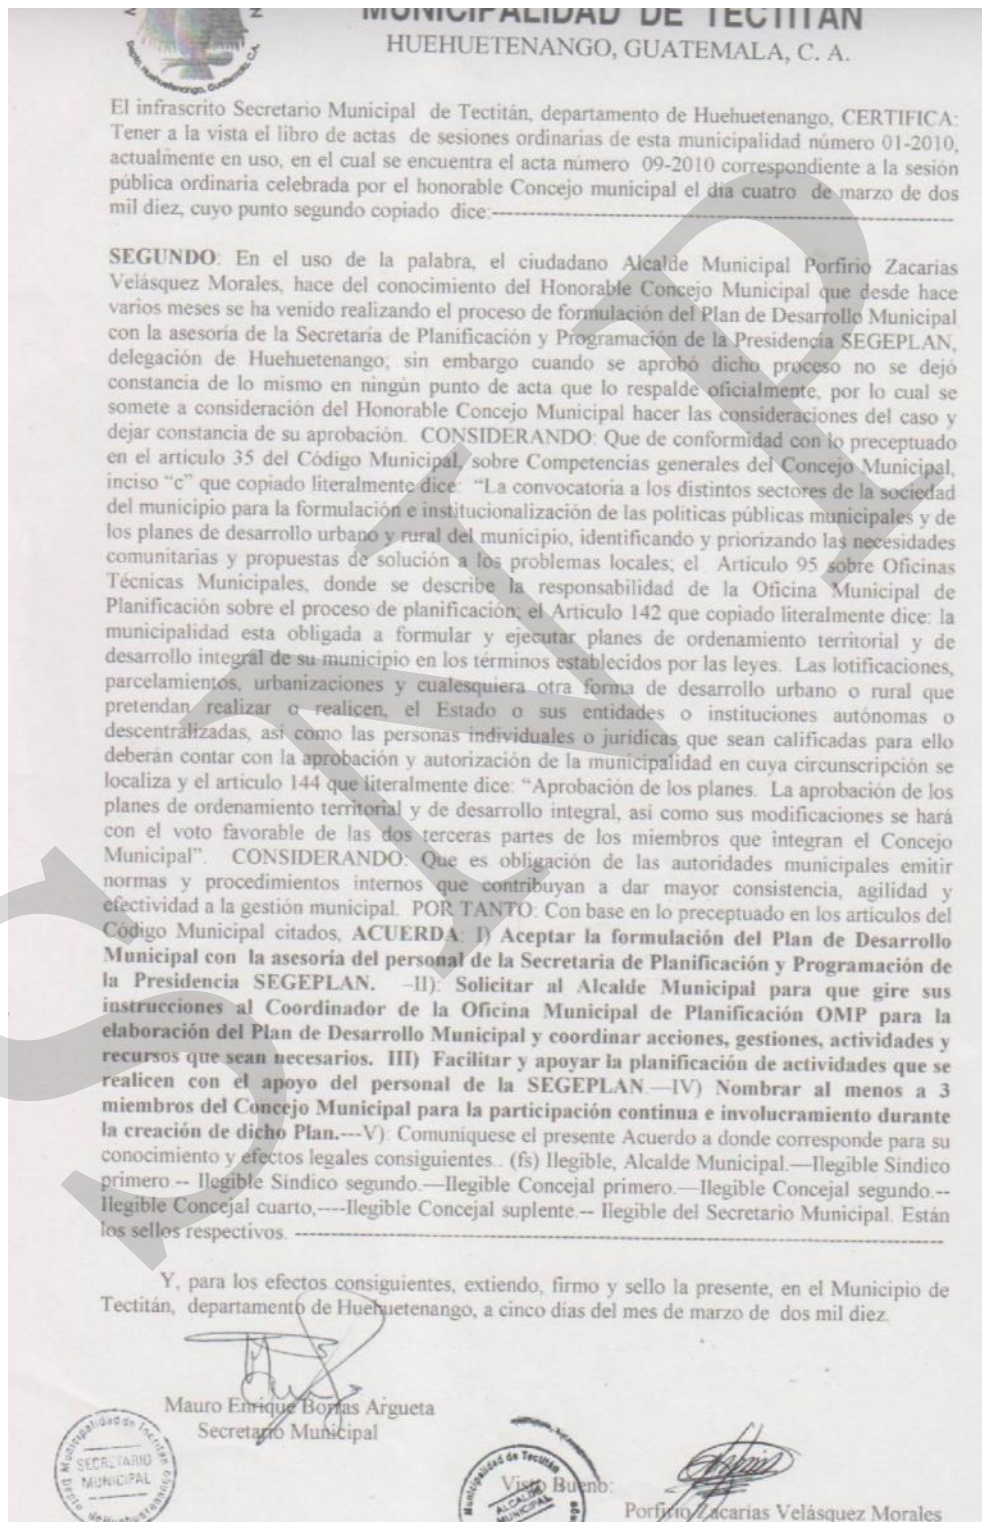 MUNICIPALIDAD DE TECTITAN
HUEHUETENANGO, GUATEMALA, C. A.
Depto. Huehuetenango, Guatemala, C.A.
El infrascrito Secretario Municipal de Tectitán, departamento de Huehuetenango, CERTIFICA:
Tener a la vista el libro de actas de sesiones ordinarias de esta municipalidad número 01-2010,
actualmente en uso, en el cual se encuentra el acta número 09-2010 correspondiente a la sesión
pública ordinaria celebrada por el honorable Concejo municipal el día cuatro de marzo de dos
mil diez, cuyo punto segundo copiado dice:------------------------------------------------------------
SEGUNDO: En el uso de la palabra, el ciudadano Alcalde Municipal Porfirio Zacarías
Velásquez Morales, hace del conocimiento del Honorable Concejo Municipal que desde hace
varios meses se ha venido realizando el proceso de formulación del Plan de Desarrollo Municipal
con la asesoría de la Secretaría de Planificación y Programación de la Presidencia SEGEPLAN,
delegación de Huehuetenango; sin embargo cuando se aprobó dicho proceso no se dejó
constancia de lo mismo en ningún punto de acta que lo respalde oficialmente, por lo cual se
somete a consideración del Honorable Concejo Municipal hacer las consideraciones del caso y
dejar constancia de su aprobación. CONSIDERANDO: Que de conformidad con lo preceptuado
en el artículo 35 del Código Municipal, sobre Competencias generales del Concejo Municipal,
inciso “c” que copiado literalmente dice: “La convocatoria a los distintos sectores de la sociedad
del municipio para la formulación e institucionalización de las políticas públicas municipales y de
los planes de desarrollo urbano y rural del municipio, identificando y priorizando las necesidades
comunitarias y propuestas de solución a los problemas locales; el Artículo 95 sobre Oficinas
Técnicas Municipales, donde se describe la responsabilidad de la Oficina Municipal de
Planificación sobre el proceso de planificación; el Artículo 142 que copiado literalmente dice: la
municipalidad esta obligada a formular y ejecutar planes de ordenamiento territorial y de
desarrollo integral de su municipio en los términos establecidos por las leyes. Las lotificaciones,
parcelamientos, urbanizaciones y cualesquiera otra forma de desarrollo urbano o rural que
pretendan realizar o realicen, el Estado o sus entidades o instituciones autónomas o
descentralizadas, así como las personas individuales o jurídicas que sean calificadas para ello
deberán contar con la aprobación y autorización de la municipalidad en cuya circunscripción se
localiza y el artículo 144 que literalmente dice: “Aprobación de los planes. La aprobación de los
planes de ordenamiento territorial y de desarrollo integral, así como sus modificaciones se hará
con el voto favorable de las dos terceras partes de los miembros que integran el Concejo
Municipal”. CONSIDERANDO: Que es obligación de las autoridades municipales emitir
normas y procedimientos internos que contribuyan a dar mayor consistencia, agilidad y
efectividad a la gestión municipal. POR TANTO: Con base en lo preceptuado en los artículos del
Código Municipal citados, ACUERDA: I) Aceptar la formulación del Plan de Desarrollo
Municipal con la asesoría del personal de la Secretaria de Planificación y Programación de
la Presidencia SEGEPLAN. –II): Solicitar al Alcalde Municipal para que gire sus
instrucciones al Coordinador de la Oficina Municipal de Planificación OMP para la
elaboración del Plan de Desarrollo Municipal y coordinar acciones, gestiones, actividades y
recursos que sean necesarios. III) Facilitar y apoyar la planificación de actividades que se
realicen con el apoyo del personal de la SEGEPLAN.—IV) Nombrar al menos a 3
miembros del Concejo Municipal para la participación continua e involucramiento durante
la creación de dicho Plan.---V): Comuníquese el presente Acuerdo a donde corresponde para su
conocimiento y efectos legales consiguientes.. (fs) Ilegible, Alcalde Municipal.—Ilegible Síndico
primero.-- Ilegible Síndico segundo.—Ilegible Concejal primero.—Ilegible Concejal segundo.--
Ilegible Concejal cuarto,----Ilegible Concejal suplente.-- Ilegible del Secretario Municipal. Están
los sellos respectivos. ------------------------------------------------------------------------------------
Y, para los efectos consiguientes, extiendo, firmo y sello la presente, en el Municipio de
Tectitán, departamento de Huehuetenango, a cinco días del mes de marzo de dos mil diez.
Mauro Enrique Borras Argueta
Secretario Municipal
Municipalidad de Tectitán
SECRETARIO
MUNICIPAL
Depto. de Huehuetenango
Municipalidad de Tectitán
ALCALDE
MUNICIPAL
Visto Bueno:
Porfirio Zacarías Velásquez Morales
SNIP